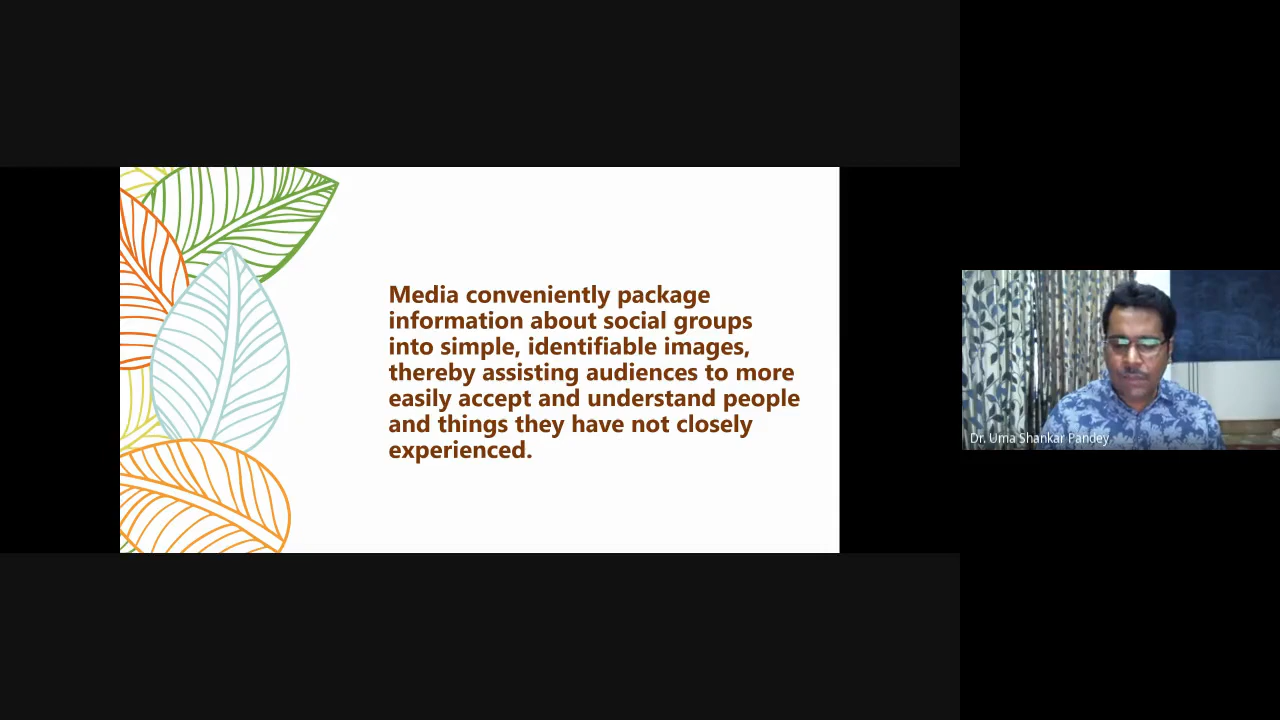 Media conveniently package
information about social groups
into simple, identifiable images,
thereby assisting audiences to more
easily accept and understand people
and things they have not closely
experienced.
Dr. Uma Shankar Pandey